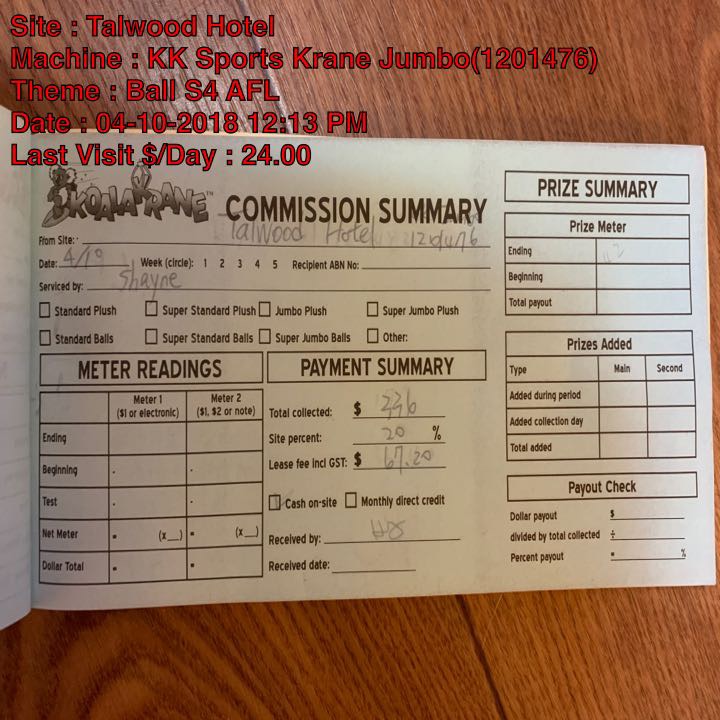 Site : Talwood Hotel
Machine : KK Sports Krane Jumbo(1201476)
Theme : Ball S4 AFL
Date : 04-10-2018 12:13 PM
Last Visit $/Day : 24.00
KOALA KRANE™
COMMISSION SUMMARY
From Site: Talwood Hotel 1201476
Date: 4/10 Week (circle): 1 2 3 4 5 Recipient ABN No:
Serviced by: Shayne
Standard Plush Super Standard Plush Jumbo Plush Super Jumbo Plush
Standard Balls Super Standard Balls Super Jumbo Balls Other:
METER READINGS
Meter 1 Meter 2
($1 or electronic) ($1, $2 or note)
Ending
Beginning - -
Test - -
Net Meter = (x__) = (x__)
Dollar Total = =
PAYMENT SUMMARY
Total collected: $ 336
Site percent: 20 %
Lease fee incl GST: $ 67.20
Cash on-site Monthly direct credit
Received by:
Received date:
PRIZE SUMMARY
Prize Meter
Ending
Beginning
Total payout
Prizes Added
Type Main Second
Added during period
Added collection day
Total added
Payout Check
Dollar payout $
divided by total collected ÷
Percent payout = %